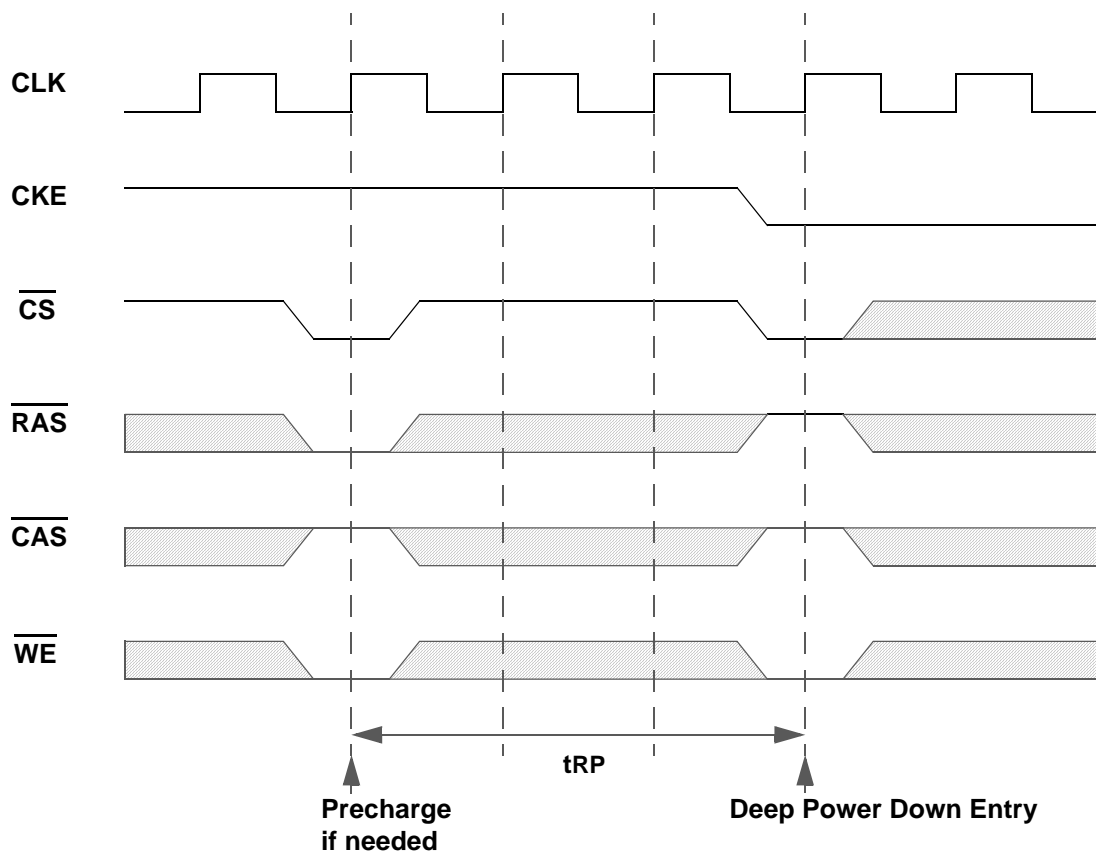 CLK
CKE
CS
RAS
CAS
WE
tRP
Precharge
if needed
Deep Power Down Entry